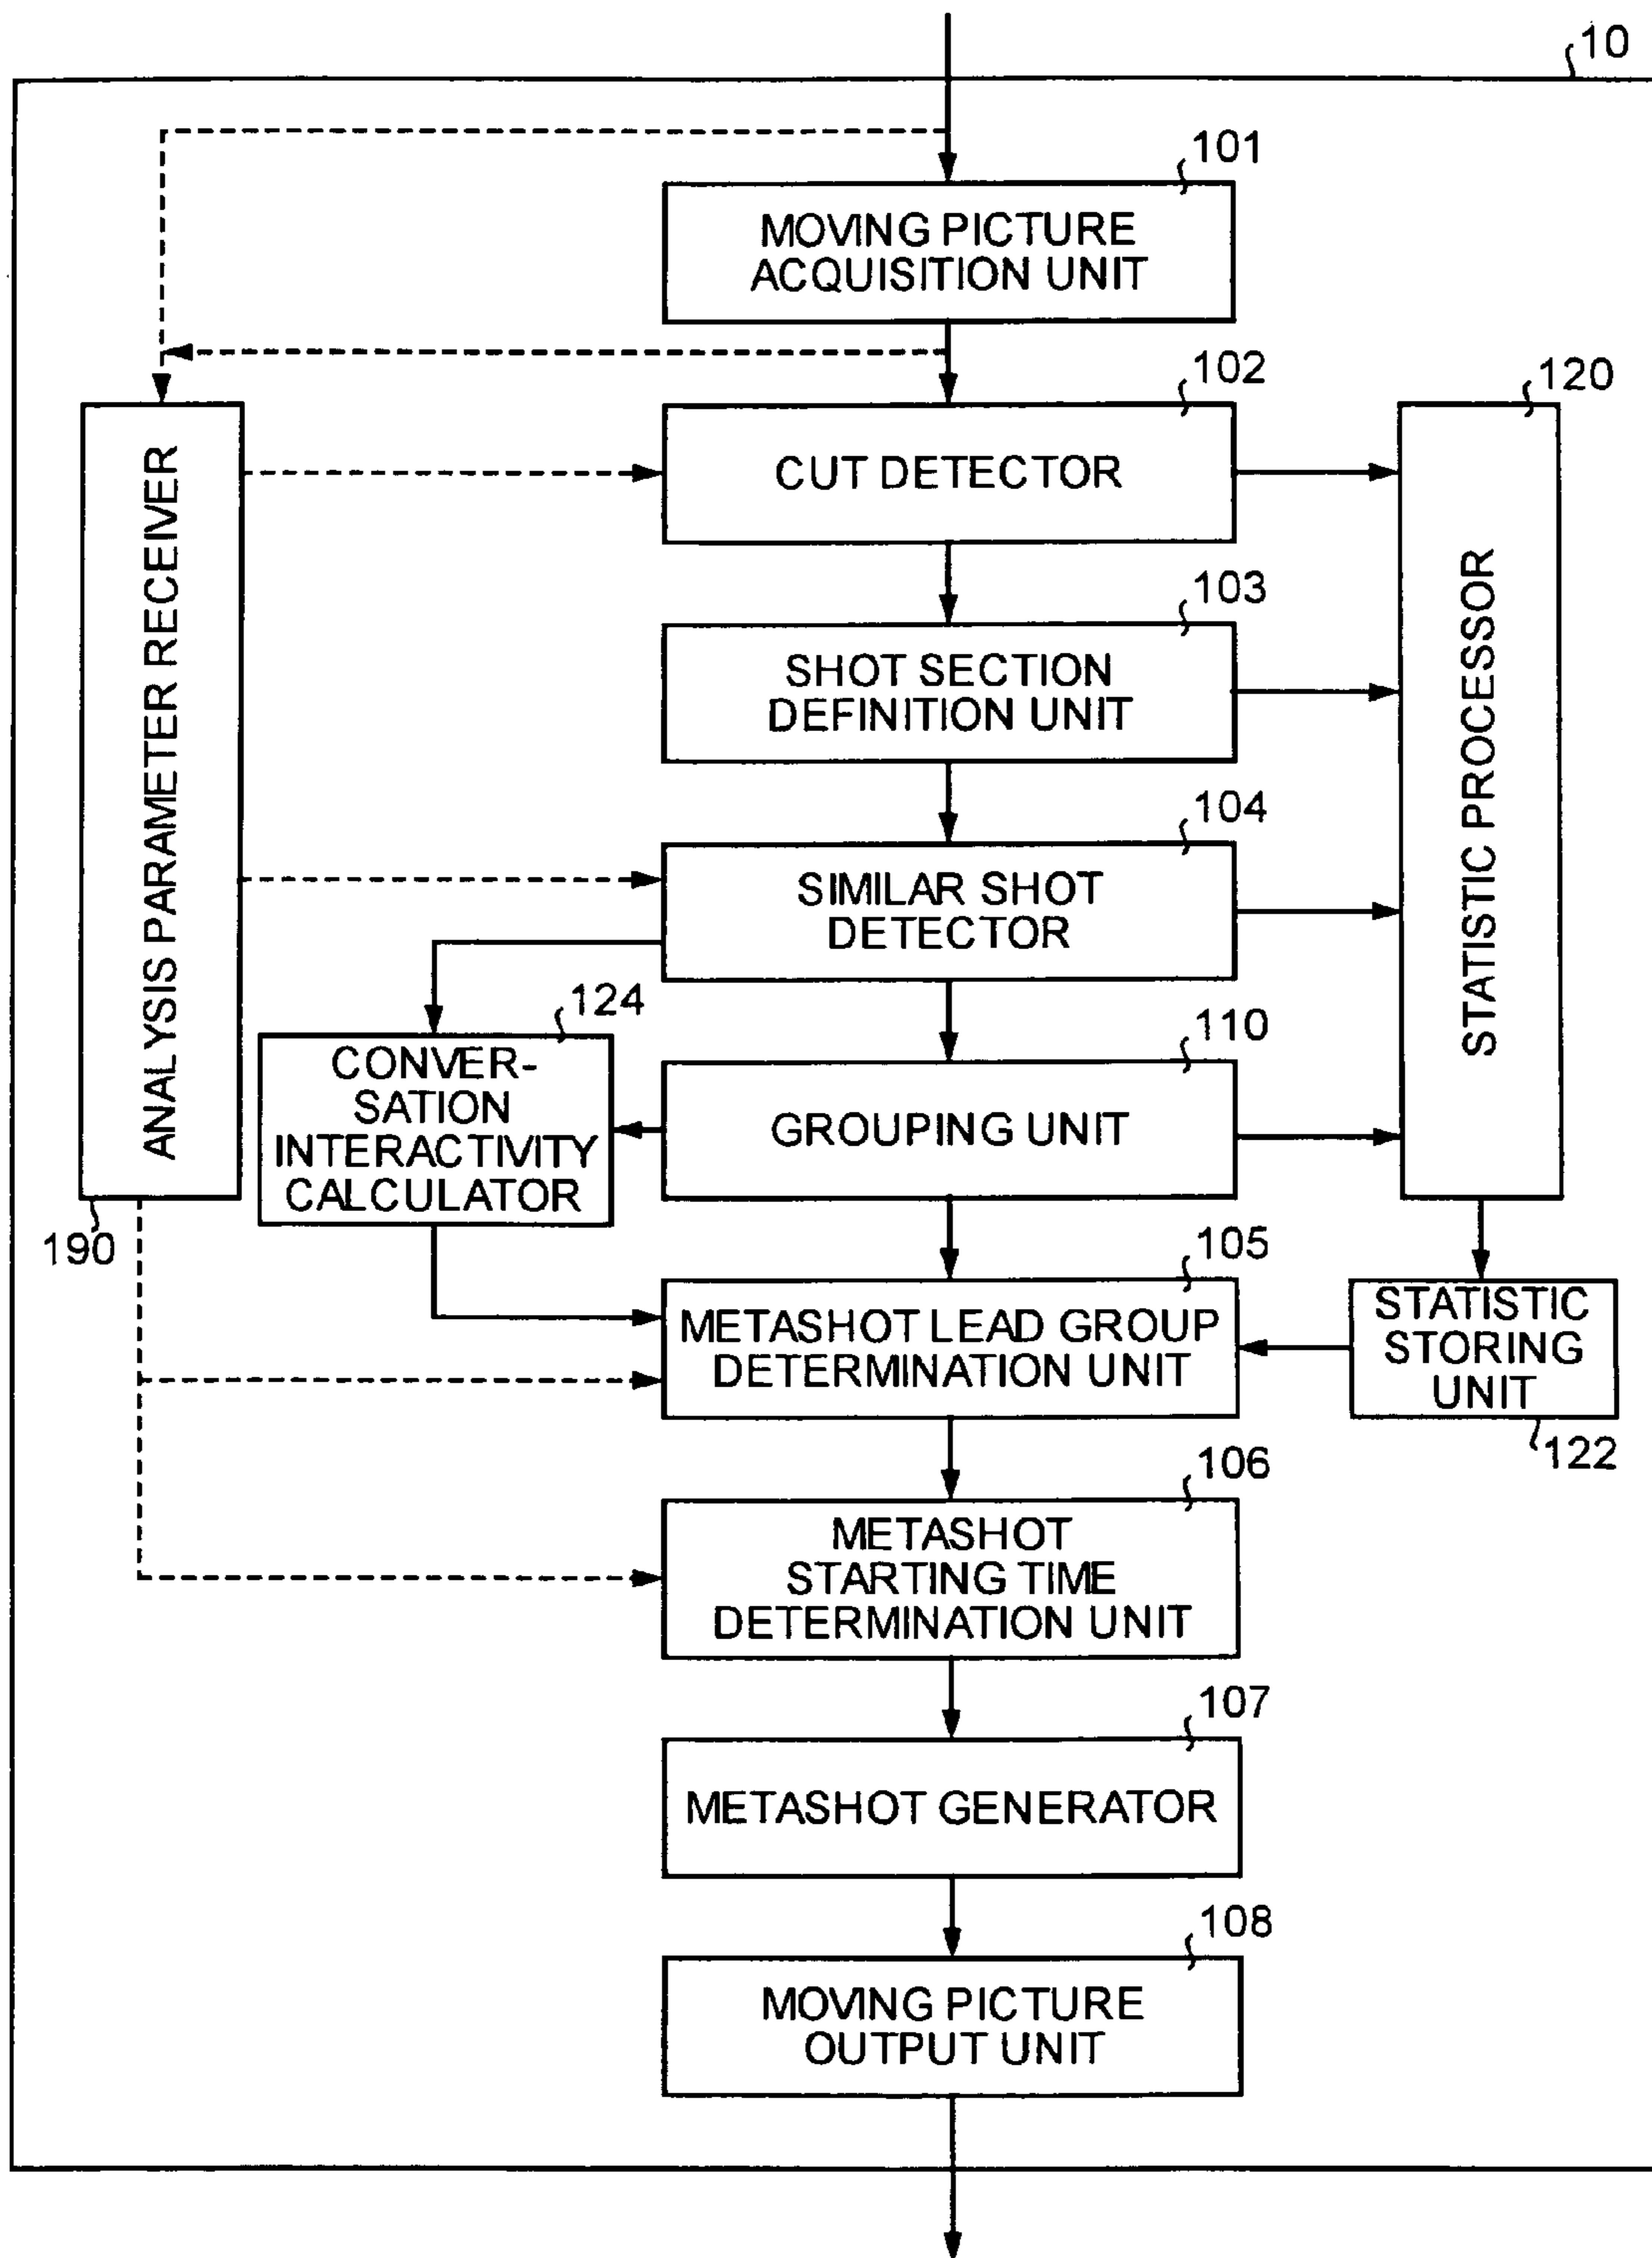 10
101
MOVING PICTURE
ACQUISITION UNIT
102
CUT DETECTOR
120
STATISTIC PROCESSOR
ANALYSIS PARAMETER RECEIVER
190
103
SHOT SECTION
DEFINITION UNIT
104
SIMILAR SHOT
DETECTOR
124
CONVER-
SATION
INTERACTIVITY
CALCULATOR
110
GROUPING UNIT
105
METASHOT LEAD GROUP
DETERMINATION UNIT
STATISTIC
STORING
UNIT
122
106
METASHOT
STARTING TIME
DETERMINATION UNIT
107
METASHOT GENERATOR
108
MOVING PICTURE
OUTPUT UNIT